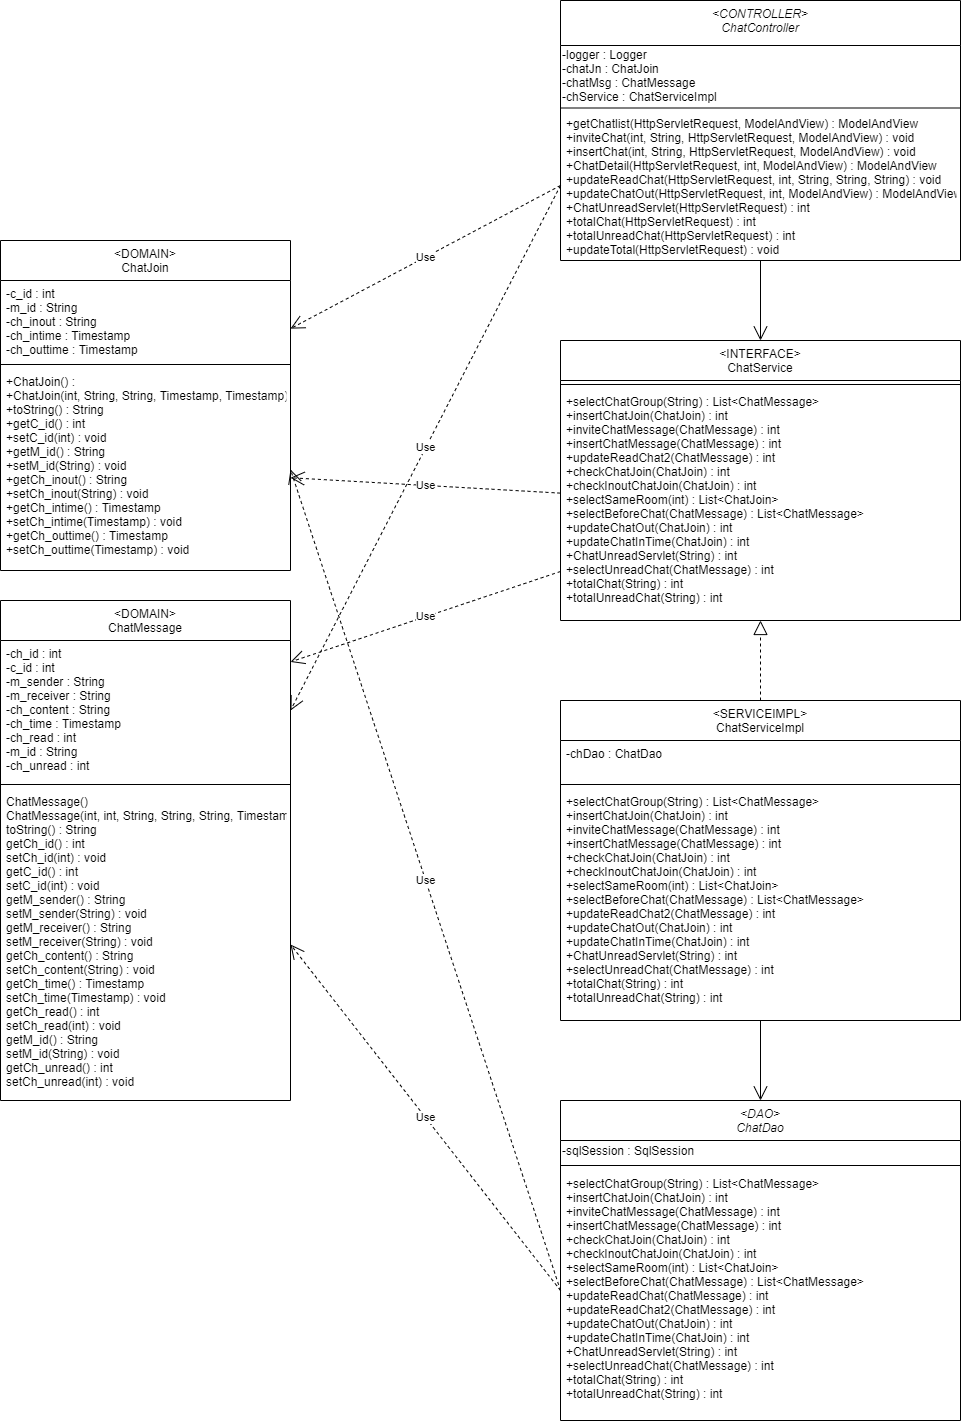 <CONTROLLER>
ChatController
-logger : Logger
-chatJn : ChatJoin
-chatMsg : ChatMessage
-chService : ChatServiceImpl
+getChatlist(HttpServletRequest, ModelAndView) : ModelAndView
+inviteChat(int, String, HttpServletRequest, ModelAndView) : void
+insertChat(int, String, HttpServletRequest, ModelAndView) : void
+ChatDetail(HttpServletRequest, int, ModelAndView) : ModelAndView
+updateReadChat(HttpServletRequest, int, String, String, String) : void
+updateChatOut(HttpServletRequest, int, ModelAndView) : ModelAndView
+ChatUnreadServlet(HttpServletRequest) : int
+totalChat(HttpServletRequest) : int
+totalUnreadChat(HttpServletRequest) : int
+updateTotal(HttpServletRequest) : void
Use
Use
Use
Use
Use
Use
<DOMAIN>
ChatJoin
-c_id : int
-m_id : String
-ch_inout : String
-ch_intime : Timestamp
-ch_outtime : Timestamp
+ChatJoin() :
+ChatJoin(int, String, String, Timestamp, Timestamp)
+toString() : String
+getC_id() : int
+setC_id(int) : void
+getM_id() : String
+setM_id(String) : void
+getCh_inout() : String
+setCh_inout(String) : void
+getCh_intime() : Timestamp
+setCh_intime(Timestamp) : void
+getCh_outtime() : Timestamp
+setCh_outtime(Timestamp) : void
<INTERFACE>
ChatService
+selectChatGroup(String) : List<ChatMessage>
+insertChatJoin(ChatJoin) : int
+inviteChatMessage(ChatMessage) : int
+insertChatMessage(ChatMessage) : int
+updateReadChat2(ChatMessage) : int
+checkChatJoin(ChatJoin) : int
+checkInoutChatJoin(ChatJoin) : int
+selectSameRoom(int) : List<ChatJoin>
+selectBeforeChat(ChatMessage) : List<ChatMessage>
+updateChatOut(ChatJoin) : int
+updateChatInTime(ChatJoin) : int
+ChatUnreadServlet(String) : int
+selectUnreadChat(ChatMessage) : int
+totalChat(String) : int
+totalUnreadChat(String) : int
<DOMAIN>
ChatMessage
-ch_id : int
-c_id : int
-m_sender : String
-m_receiver : String
-ch_content : String
-ch_time : Timestamp
-ch_read : int
-m_id : String
-ch_unread : int
ChatMessage()
ChatMessage(int, int, String, String, String, Timestam
toString() : String
getCh_id() : int
setCh_id(int) : void
getC_id() : int
setC_id(int) : void
getM_sender() : String
setM_sender(String) : void
getM_receiver() : String
setM_receiver(String) : void
getCh_content() : String
setCh_content(String) : void
getCh_time() : Timestamp
setCh_time(Timestamp) : void
getCh_read() : int
setCh_read(int) : void
getM_id() : String
setM_id(String) : void
getCh_unread() : int
setCh_unread(int) : void
<SERVICEIMPL>
ChatServiceImpl
-chDao : ChatDao
+selectChatGroup(String) : List<ChatMessage>
+insertChatJoin(ChatJoin) : int
+inviteChatMessage(ChatMessage) : int
+insertChatMessage(ChatMessage) : int
+checkChatJoin(ChatJoin) : int
+checkInoutChatJoin(ChatJoin) : int
+selectSameRoom(int) : List<ChatJoin>
+selectBeforeChat(ChatMessage) : List<ChatMessage>
+updateReadChat2(ChatMessage) : int
+updateChatOut(ChatJoin) : int
+updateChatInTime(ChatJoin) : int
+ChatUnreadServlet(String) : int
+selectUnreadChat(ChatMessage) : int
+totalChat(String) : int
+totalUnreadChat(String) : int
<DAO>
ChatDao
-sqlSession : SqlSession
+selectChatGroup(String) : List<ChatMessage>
+insertChatJoin(ChatJoin) : int
+inviteChatMessage(ChatMessage) : int
+insertChatMessage(ChatMessage) : int
+checkChatJoin(ChatJoin) : int
+checkInoutChatJoin(ChatJoin) : int
+selectSameRoom(int) : List<ChatJoin>
+selectBeforeChat(ChatMessage) : List<ChatMessage>
+updateReadChat(ChatMessage) : int
+updateReadChat2(ChatMessage) : int
+updateChatOut(ChatJoin) : int
+updateChatInTime(ChatJoin) : int
+ChatUnreadServlet(String) : int
+selectUnreadChat(ChatMessage) : int
+totalChat(String) : int
+totalUnreadChat(String) : int